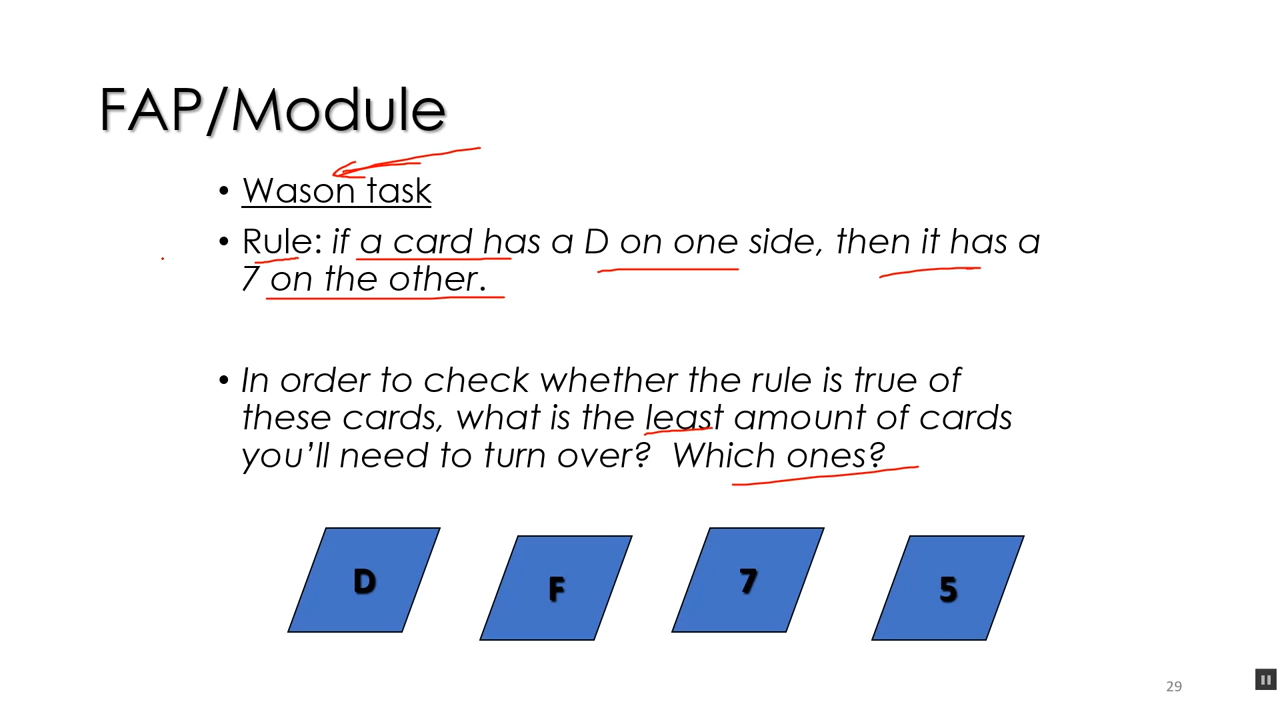 FAP/Module
• Wason task
• Rule: if a card has a D on one side, then it has a
7 on the other.
• In order to check whether the rule is true of
these cards, what is the least amount of cards
you'll need to turn over? Which ones?
D
F
7
5
29